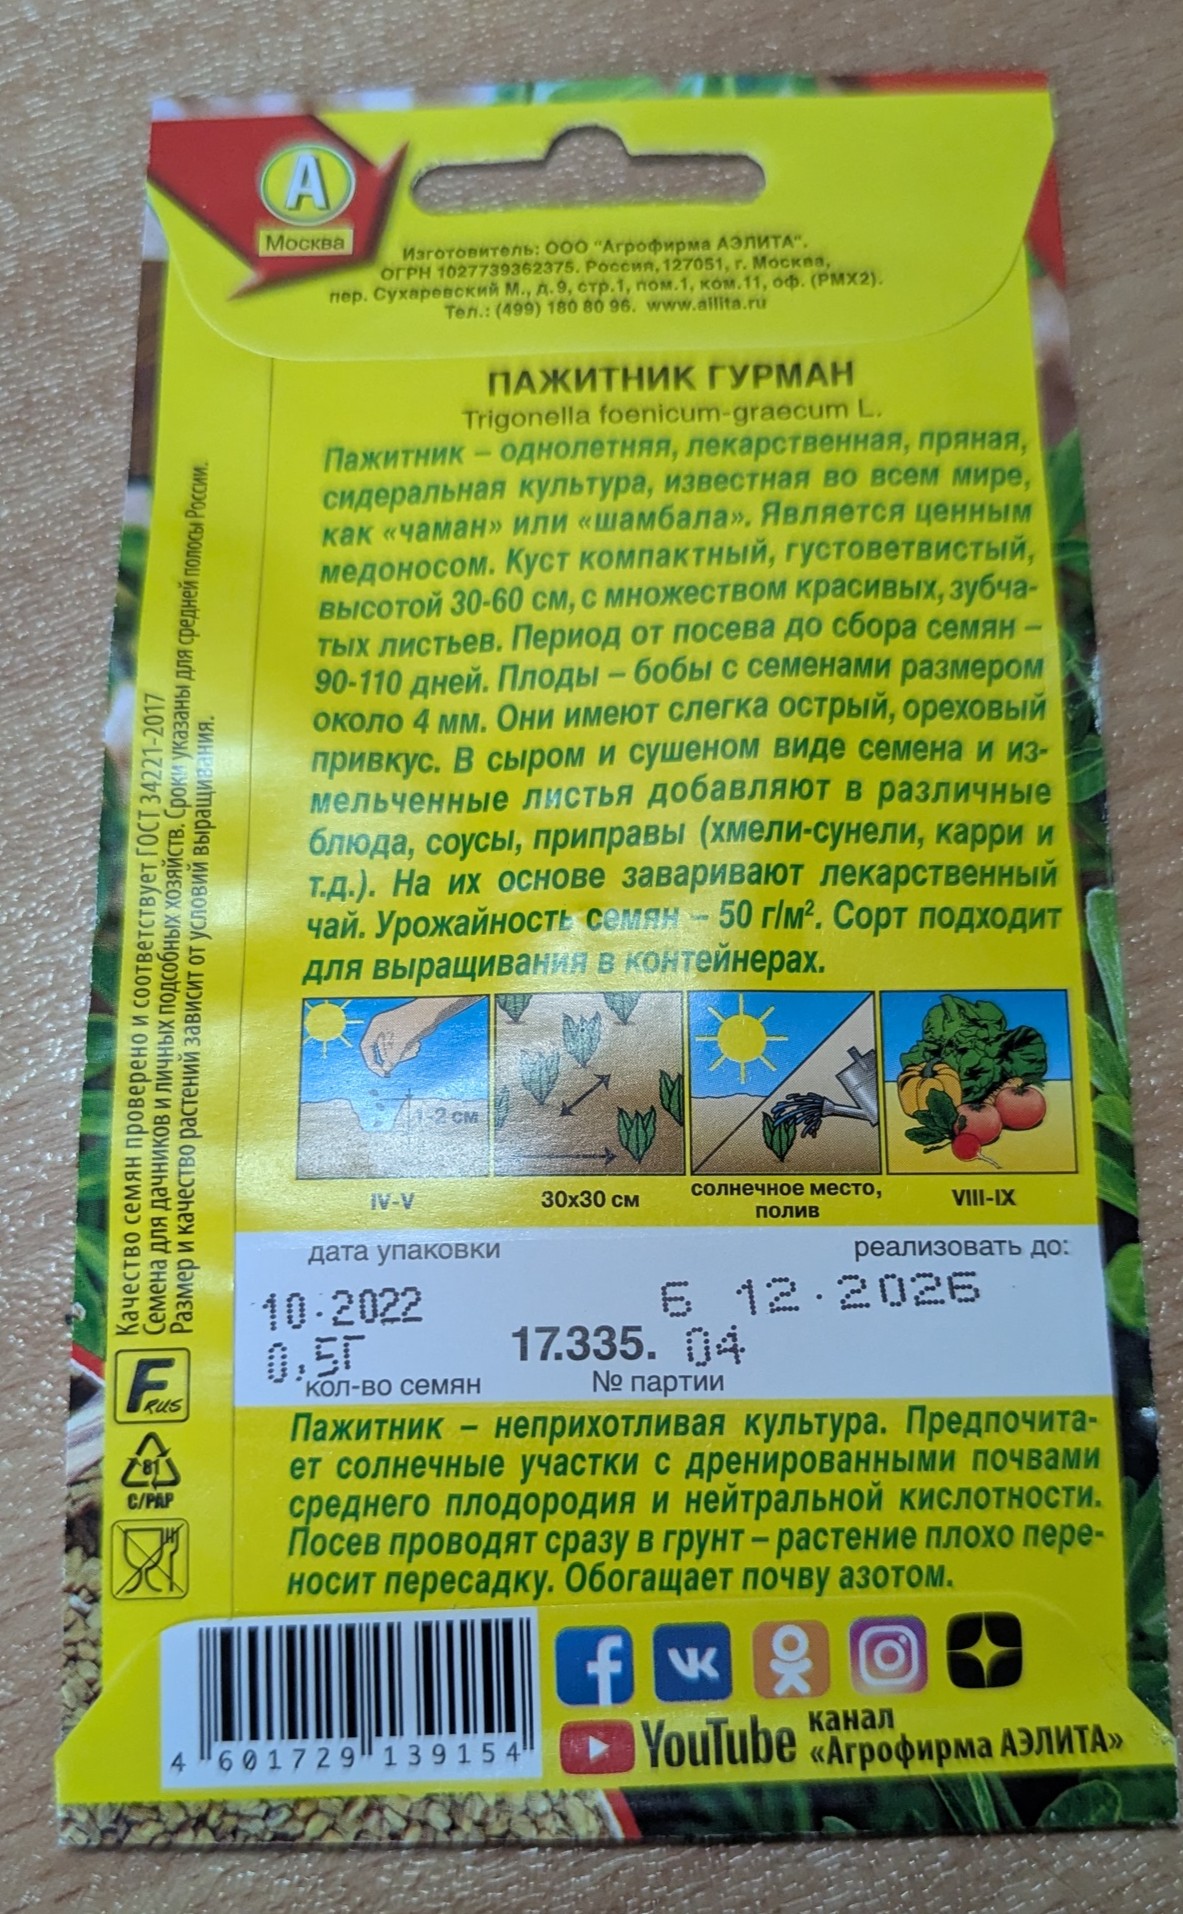 А
Москва
Изготовитель: ООО "Агрофирма АЭЛИТА".
ОГРН 1027739362375. Россия, 127051, г. Москва,
пер. Сухаревский М., д.9, стр.1, пом.1, ком.11, оф. (РМХ2).
Тел.: (499) 180 80 96. www.ailita.ru
ПАЖИТНИК ГУРМАН
Trigonella foenicum-graecum L.
Пажитник – однолетняя, лекарственная, пряная,
сидеральная культура, известная во всем мире,
как «чаман» или «шамбала». Является ценным
медоносом. Куст компактный, густоветвистый,
высотой 30-60 см, с множеством красивых, зубча-
тых листьев. Период от посева до сбора семян –
90-110 дней. Плоды – бобы с семенами размером
около 4 мм. Они имеют слегка острый, ореховый
привкус. В сыром и сушеном виде семена и из-
мельченные листья добавляют в различные
блюда, соусы, приправы (хмели-сунели, карри и
т.д.). На их основе заваривают лекарственный
чай. Урожайность семян – 50 г/м². Сорт подходит
для выращивания в контейнерах.
1-2 см
IV-V
30х30 см
солнечное место,
полив
VIII-IX
дата упаковки
реализовать до:
10.2022
6 12.2026
0,5Г
17.335. 04
кол-во семян
№ партии
Пажитник – неприхотливая культура. Предпочита-
ет солнечные участки с дренированными почвами
среднего плодородия и нейтральной кислотности.
Посев проводят сразу в грунт – растение плохо пере-
носит пересадку. Обогащает почву азотом.
Качество семян проверено и соответствует ГОСТ 34221-2017
Семена для дачников и личных подсобных хозяйств. Сроки указаны для средней полосы России.
Размер и качество растений зависит от условий выращивания.
F RUS
81
C/PAP
4 601729 139154
YouTube
канал
«Агрофирма АЭЛИТА»